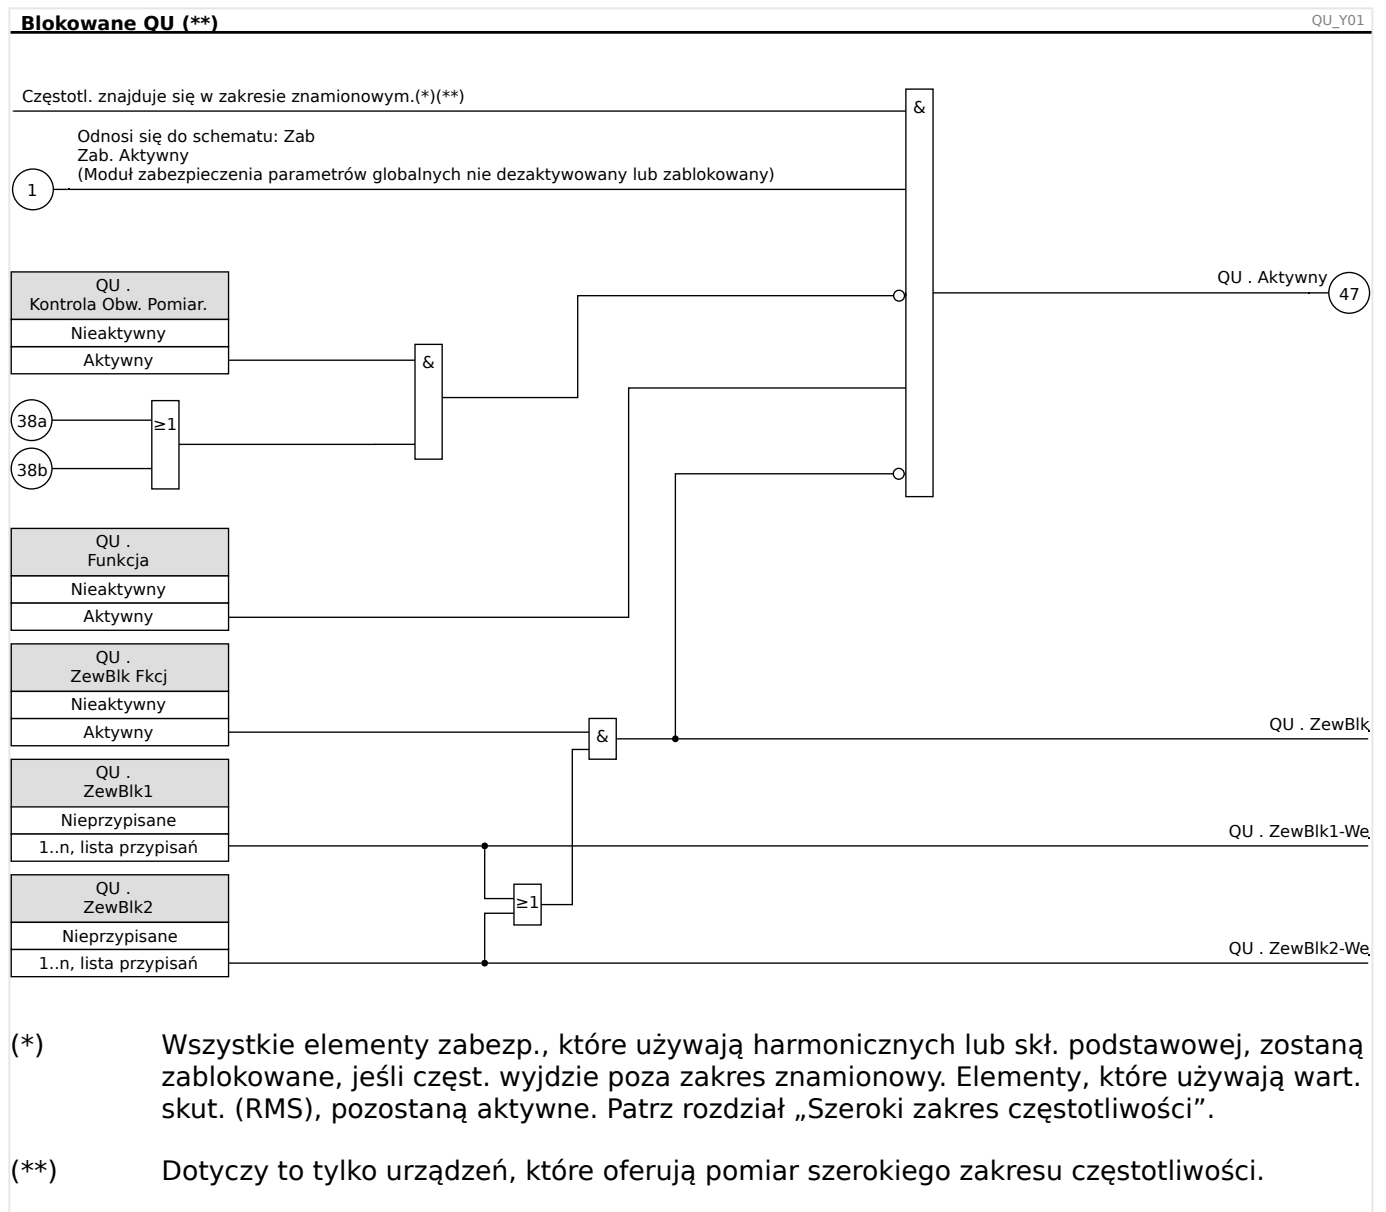 Blokowane QU (**)
QU_Y01
Częstotl. znajduje się w zakresie znamionowym.(*)(**)
&
Odnosi się do schematu: Zab
Zab. Aktywny
(Moduł zabezpieczenia parametrów globalnych nie dezaktywowany lub zablokowany)
1
QU .
Kontrola Obw. Pomiar.
Nieaktywny
Aktywny
QU . Aktywny
47
&
38a
≥1
38b
QU .
Funkcja
Nieaktywny
Aktywny
QU .
ZewBlk Fkcj
Nieaktywny
Aktywny
&
QU . ZewBlk
QU .
ZewBlk1
Nieprzypisane
1..n, lista przypisań
QU . ZewBlk1-We
≥1
QU .
ZewBlk2
Nieprzypisane
1..n, lista przypisań
QU . ZewBlk2-We
(*) Wszystkie elementy zabezp., które używają harmonicznych lub skł. podstawowej, zostaną
zablokowane, jeśli częst. wyjdzie poza zakres znamionowy. Elementy, które używają wart.
skut. (RMS), pozostaną aktywne. Patrz rozdział „Szeroki zakres częstotliwości”.
(**) Dotyczy to tylko urządzeń, które oferują pomiar szerokiego zakresu częstotliwości.